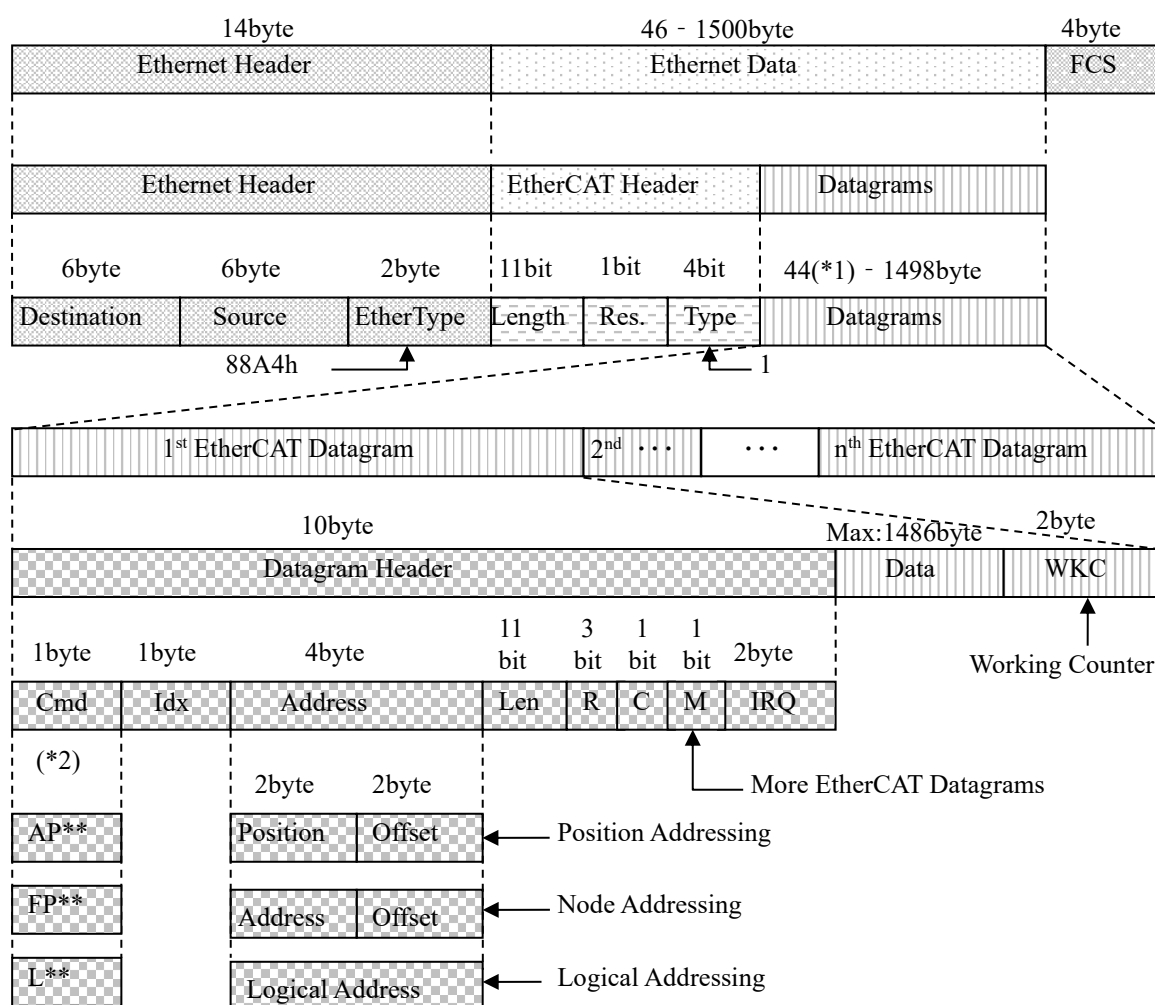 14byte 46 - 1500byte 4byte
Ethernet Header Ethernet Data FCS
Ethernet Header EtherCAT Header Datagrams
6byte 6byte 2byte 11bit 1bit 4bit 44(*1) - 1498byte
Destination Source EtherType Length Res. Type Datagrams
88A4h 1
1st EtherCAT Datagram 2nd ··· ··· nth EtherCAT Datagram
10byte Max:1486byte 2byte
Datagram Header Data WKC
Working Counter
1byte 1byte 4byte 11 bit 3 bit 1 bit 1 bit 2byte
Cmd Idx Address Len R C M IRQ
(*2)
More EtherCAT Datagrams
2byte 2byte
AP** Position Offset Position Addressing
FP** Address Offset Node Addressing
L** Logical Address Logical Addressing